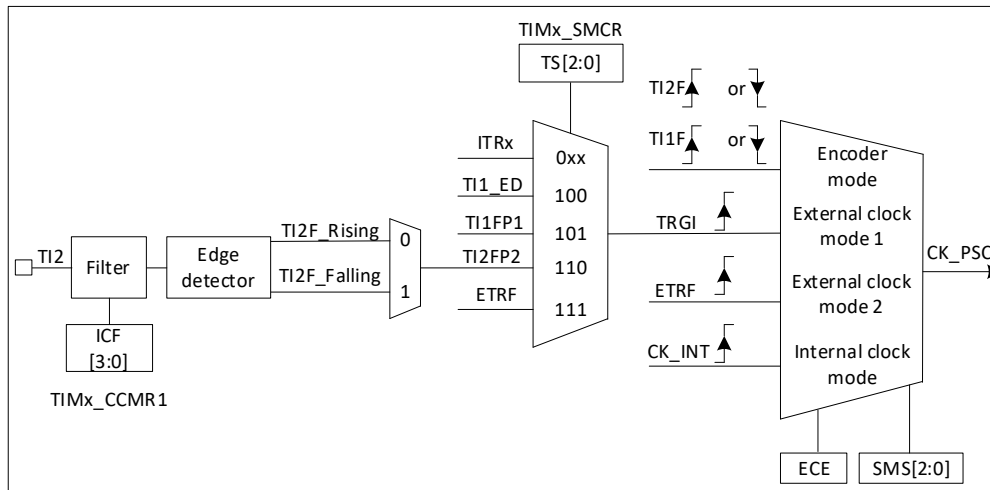 TIMx_SMCR
TS[2:0]
TI2F or
TI1F or
ITRx
0xx
Encoder
mode
TI1_ED
100
TI1FP1
101
TRGI
External clock
mode 1
TI2F_Rising
0
TI2FP2
110
CK_PSC
TI2
Filter
Edge
detector
TI2F_Falling
1
ETRF
111
ETRF
External clock
mode 2
ICF
[3:0]
CK_INT
Internal clock
mode
TIMx_CCMR1
ECE
SMS[2:0]